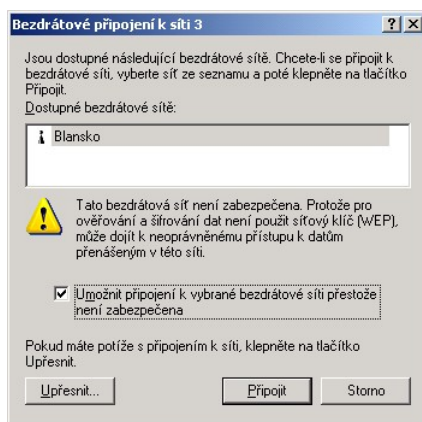 Bezdrátové připojení k síti 3
Jsou dostupné následující bezdrátové sítě. Chcete-li se připojit k
bezdrátové síti, vyberte síť ze seznamu a poté klepněte na tlačítko
Připojit.
Dostupné bezdrátové sítě:
Blansko
Tato bezdrátová síť není zabezpečena. Protože pro
ověřování a šifrování dat není použit síťový klíč (WEP),
může dojít k neoprávněnému přístupu k datům
přenášeným v této síti.
Umožnit připojení k vybrané bezdrátové síti přestože
není zabezpečena
Pokud máte potíže s připojením k síti, klepněte na tlačítko
Upřesnit.
Upřesnit... Připojit Storno